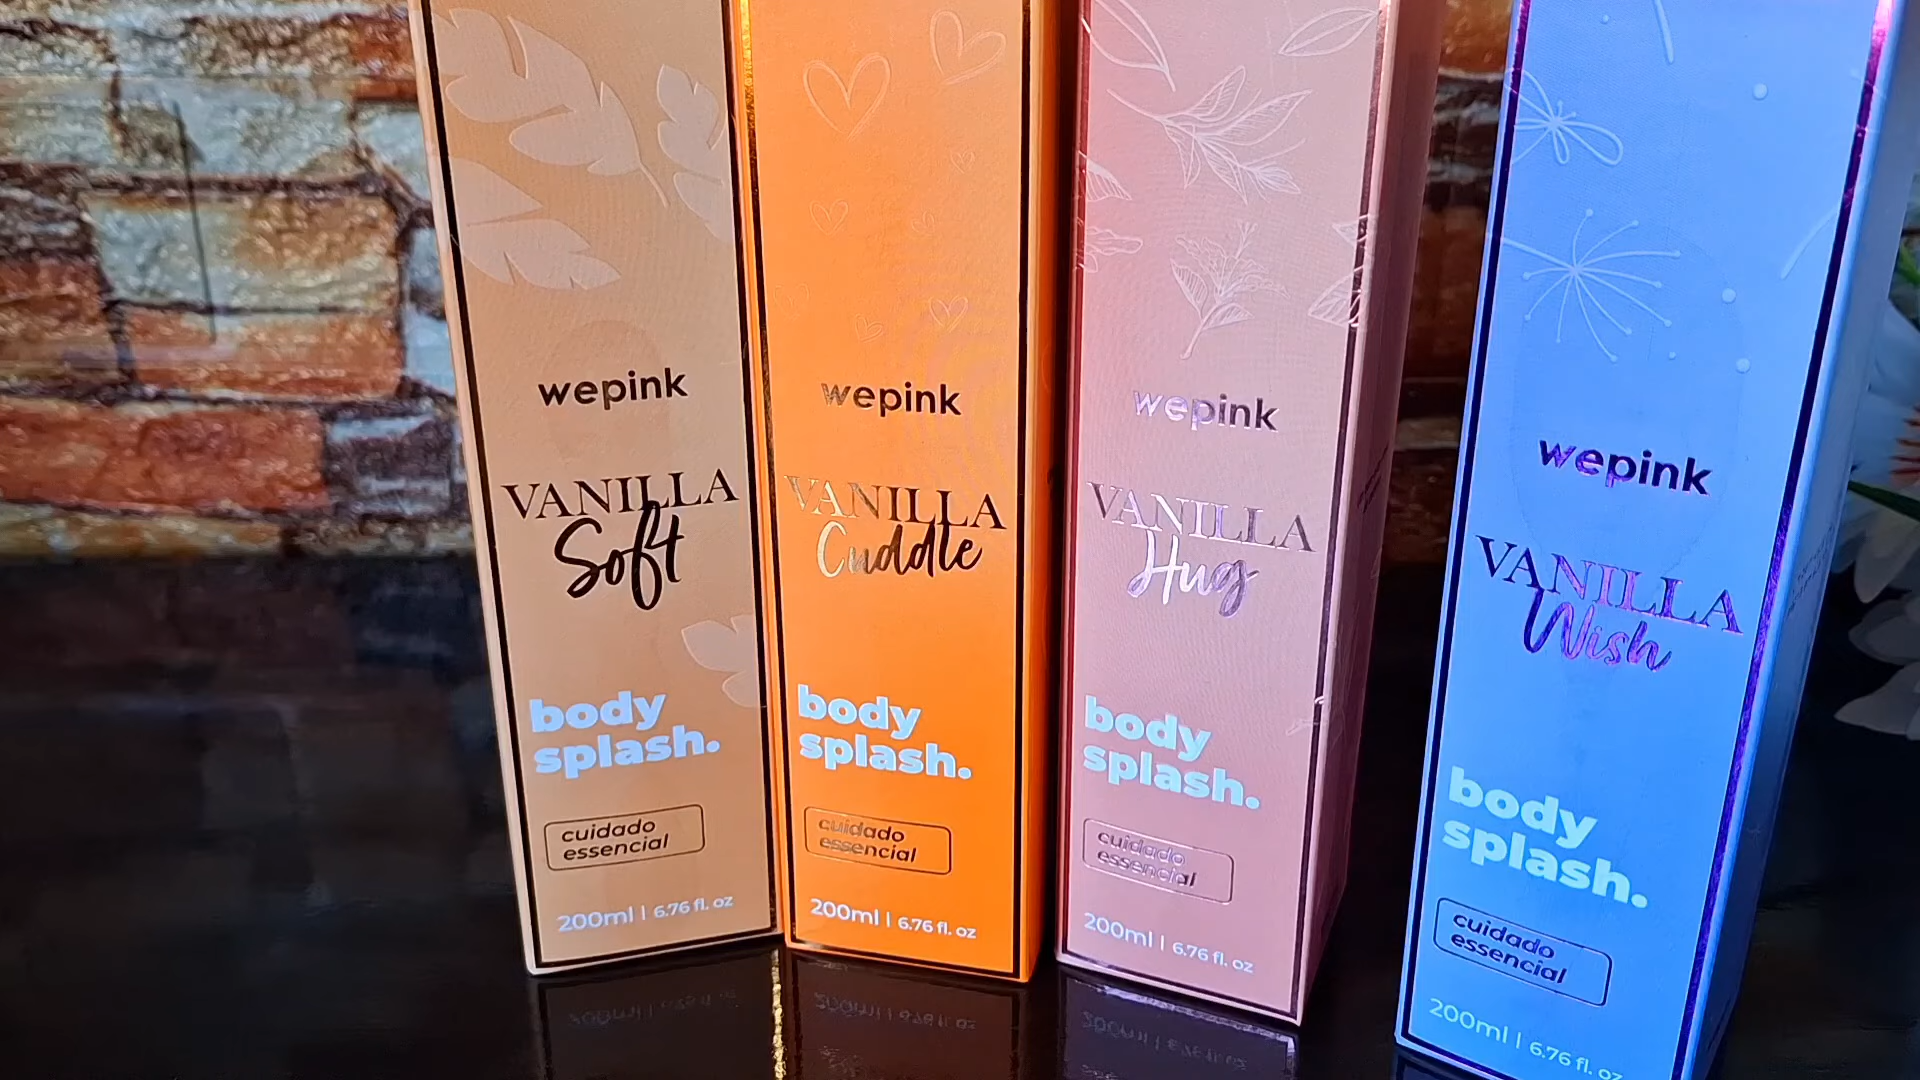 wepink
VANILLA
Soft
body
splash.
cuidado
essencial
200ml | 6.76 fl. oz
wepink
VANILLA
Cuddle
body
splash.
cuidado
essencial
200ml | 6.76 fl. oz
wepink
VANILLA
Hug
body
splash.
cuidado
essencial
200ml | 6.76 fl. oz
wepink
VANILLA
Wish
body
splash.
cuidado
essencial
200ml | 6.76 fl. oz